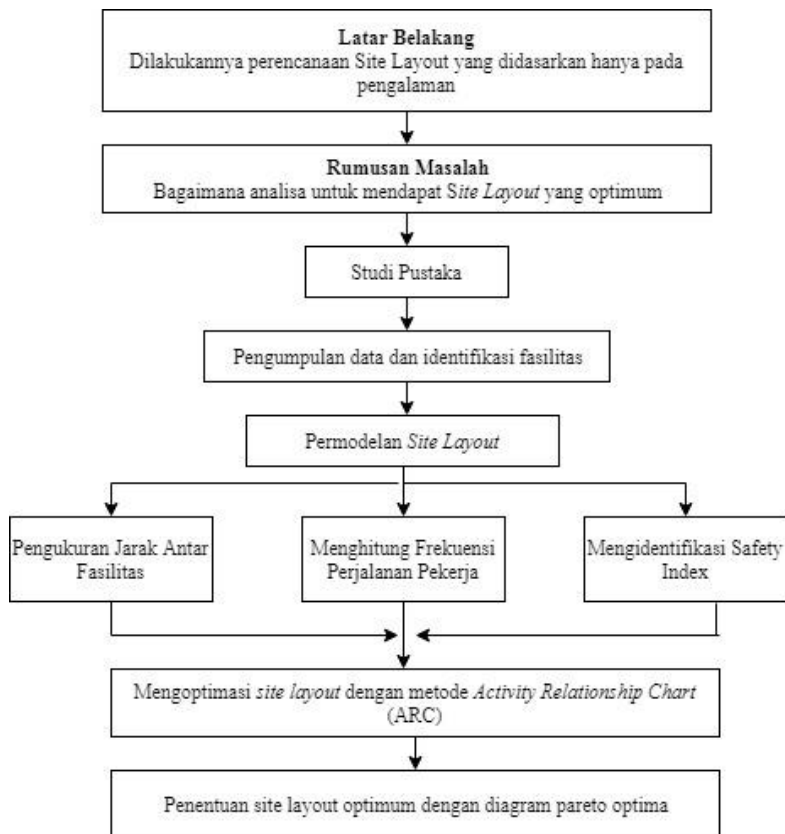 Latar Belakang
Dilakukannya perencanaan Site Layout yang didasarkan hanya pada
pengalaman
Rumusan Masalah
Bagaimana analisa untuk mendapat Site Layout yang optimum
Studi Pustaka
Pengumpulan data dan identifikasi fasilitas
Permodelan Site Layout
Pengukuran Jarak Antar
Fasilitas
Menghitung Frekuensi
Perjalanan Pekerja
Mengidentifikasi Safety
Index
Mengoptimasi site layout dengan metode Activity Relationship Chart
(ARC)
Penentuan site layout optimum dengan diagram pareto optima